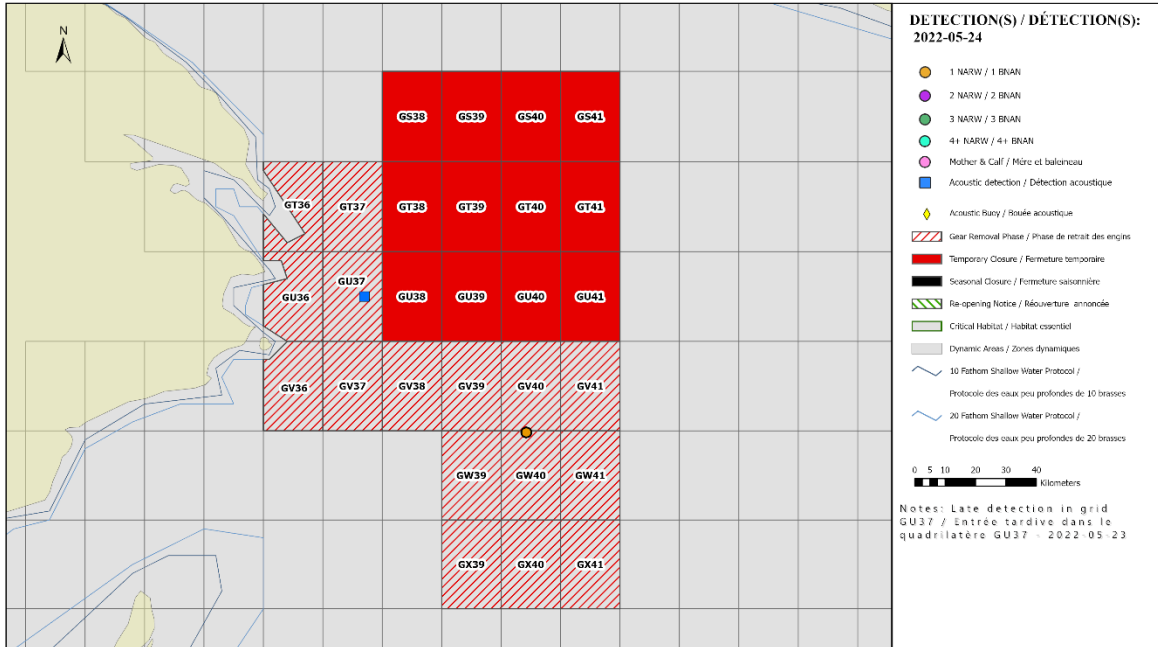 N
GS38 GS39 GS40 GS41
GT36 GT37 GT38 GT39 GT40 GT41
GU36 GU37 GU38 GU39 GU40 GU41
GV36 GV37 GV38 GV39 GV40 GV41
GW39 GW40 GW41
GX39 GX40 GX41
DETECTION(S) / DÉTECTION(S):
2022-05-24
1 NARW / 1 BNAN
2 NARW / 2 BNAN
3 NARW / 3 BNAN
4+ NARW / 4+ BNAN
Mother & Calf / Mére et baleineau
Acoustic detection / Détection acoustique
Acoustic Buoy / Bouée acoustique
Gear Removal Phase / Phase de retrait des engins
Temporary Closure / Fermeture temporaire
Seasonal Closure / Fermeture saisonnière
Re-opening Notice / Réouverture annoncée
Critical Habitat / Habitat essentiel
Dynamic Areas / Zones dynamiques
10 Fathom Shallow Water Protocol /
Protocole des eaux peu profondes de 10 brasses
20 Fathom Shallow Water Protocol /
Protocole des eaux peu profondes de 20 brasses
0 5 10 20 30 40
Kilometers
Notes: Late detection in grid
GU37 / Entrée tardive dans le
quadrilatère GU37 - 2022-05-23